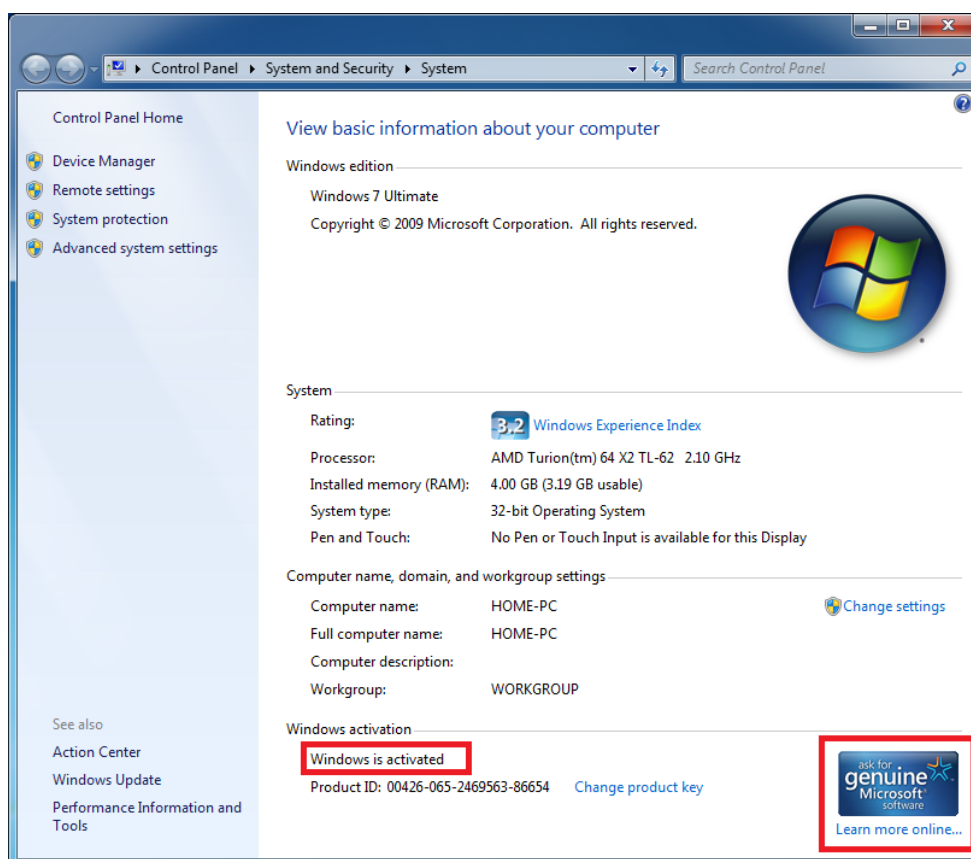 Control Panel System and Security System Search Control Panel
Control Panel Home
Device Manager
Remote settings
System protection
Advanced system settings
View basic information about your computer
Windows edition
Windows 7 Ultimate
Copyright © 2009 Microsoft Corporation. All rights reserved.
System
Rating: 3.2 Windows Experience Index
Processor: AMD Turion(tm) 64 X2 TL-62 2.10 GHz
Installed memory (RAM): 4.00 GB (3.19 GB usable)
System type: 32-bit Operating System
Pen and Touch: No Pen or Touch Input is available for this Display
Computer name, domain, and workgroup settings
Computer name: HOME-PC Change settings
Full computer name: HOME-PC
Computer description:
Workgroup: WORKGROUP
Windows activation
Windows is activated
Product ID: 00426-065-2469563-86654 Change product key
ask for
genuine
Microsoft
software
Learn more online...
See also
Action Center
Windows Update
Performance Information and
Tools